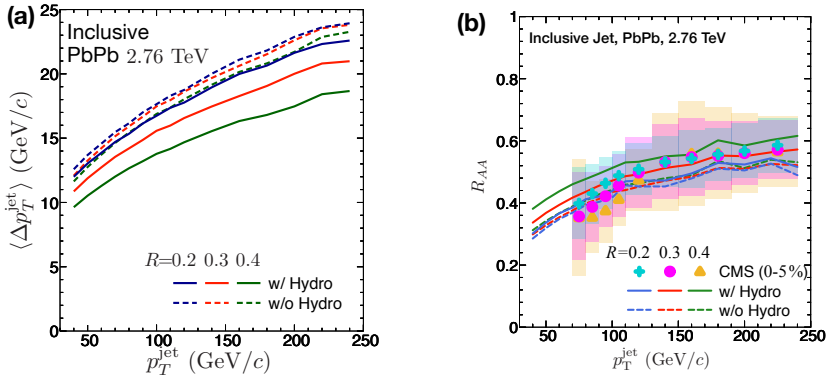 (a)
Inclusive
PbPb 2.76 TeV
25
20
15
10
5
0
⟨Δp_T^jet⟩ (GeV/c)
R=0.2 0.3 0.4
w/ Hydro
w/o Hydro
50 100 150 200 250
p_T^jet (GeV/c)
(b)
Inclusive Jet, PbPb, 2.76 TeV
1
0.8
0.6
0.4
0.2
0
R_AA
R=0.2 0.3 0.4
CMS (0-5%)
w/ Hydro
w/o Hydro
50 100 150 200
p_T^jet (GeV/c)